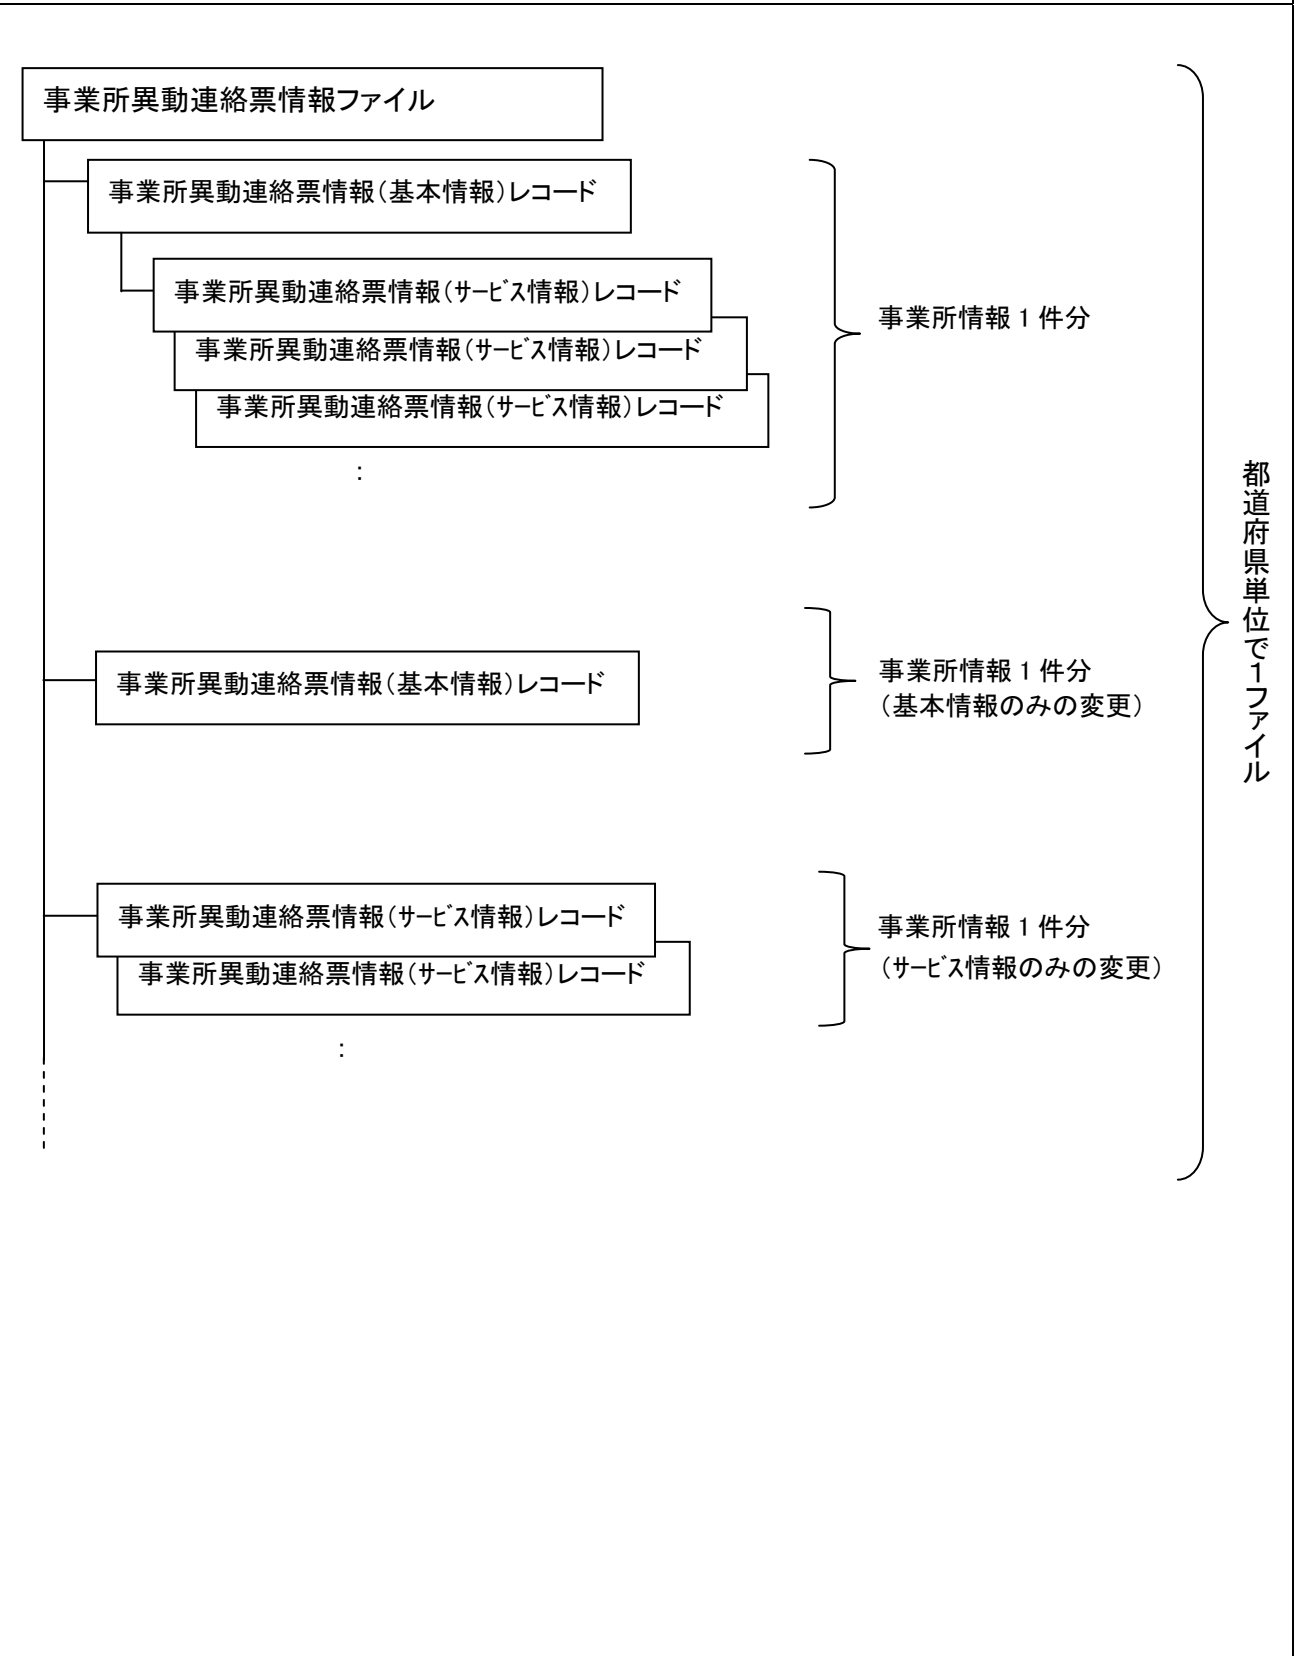 事業所異動連絡票情報ファイル
事業所異動連絡票情報（基本情報）レコード
事業所異動連絡票情報（ｻｰﾋﾞｽ情報）レコード
事業所異動連絡票情報（ｻｰﾋﾞｽ情報）レコード
事業所異動連絡票情報（ｻｰﾋﾞｽ情報）レコード
：
事業所情報１件分
事業所異動連絡票情報（基本情報）レコード
事業所情報１件分
（基本情報のみの変更）
事業所異動連絡票情報（ｻｰﾋﾞｽ情報）レコード
事業所異動連絡票情報（ｻｰﾋﾞｽ情報）レコード
：
事業所情報１件分
（ｻｰﾋﾞｽ情報のみの変更）
都道府県単位で１ファイル